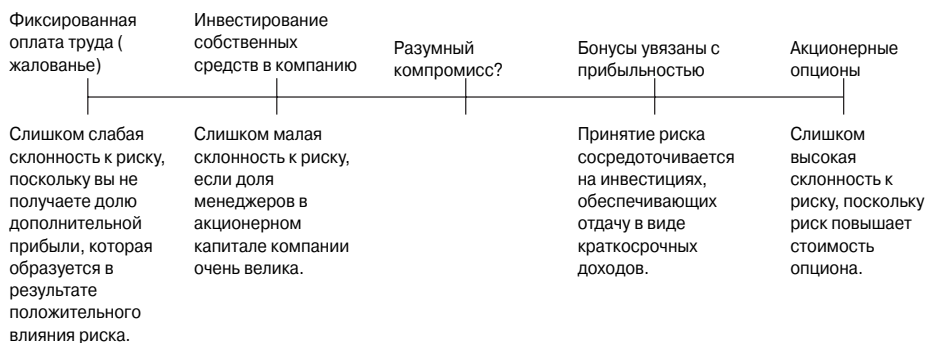 Фиксированная
оплата труда (
жалованье)
Инвестирование
собственных
средств в компанию
Разумный
компромисс?
Бонусы увязаны с
прибыльностью
Акционерные
опционы
Слишком слабая
склонность к риску,
поскольку вы не
получаете долю
дополнительной
прибыли, которая
образуется в
результате
положительного
влияния риска.
Слишком малая
склонность к риску,
если доля
менеджеров в
акционерном
капитале компании
очень велика.
Принятие риска
сосредоточивается
на инвестициях,
обеспечивающих
отдачу в виде
краткосрочных
доходов.
Слишком
высокая
склонность к
риску, поскольку
риск повышает
стоимость
опциона.